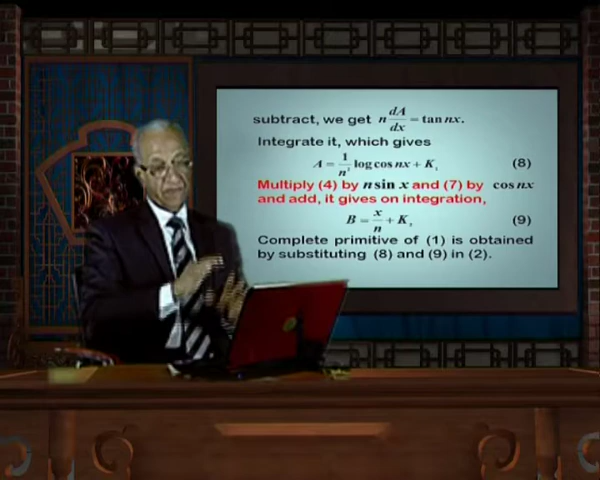 subtract, we get n dA/dx = tan nx.
Integrate it, which gives
A = 1/n² log cos nx + K₁ (8)
Multiply (4) by n sin x and (7) by cos nx
and add, it gives on integration,
B = x/n + K, (9)
Complete primitive of (1) is obtained
by substituting (8) and (9) in (2).